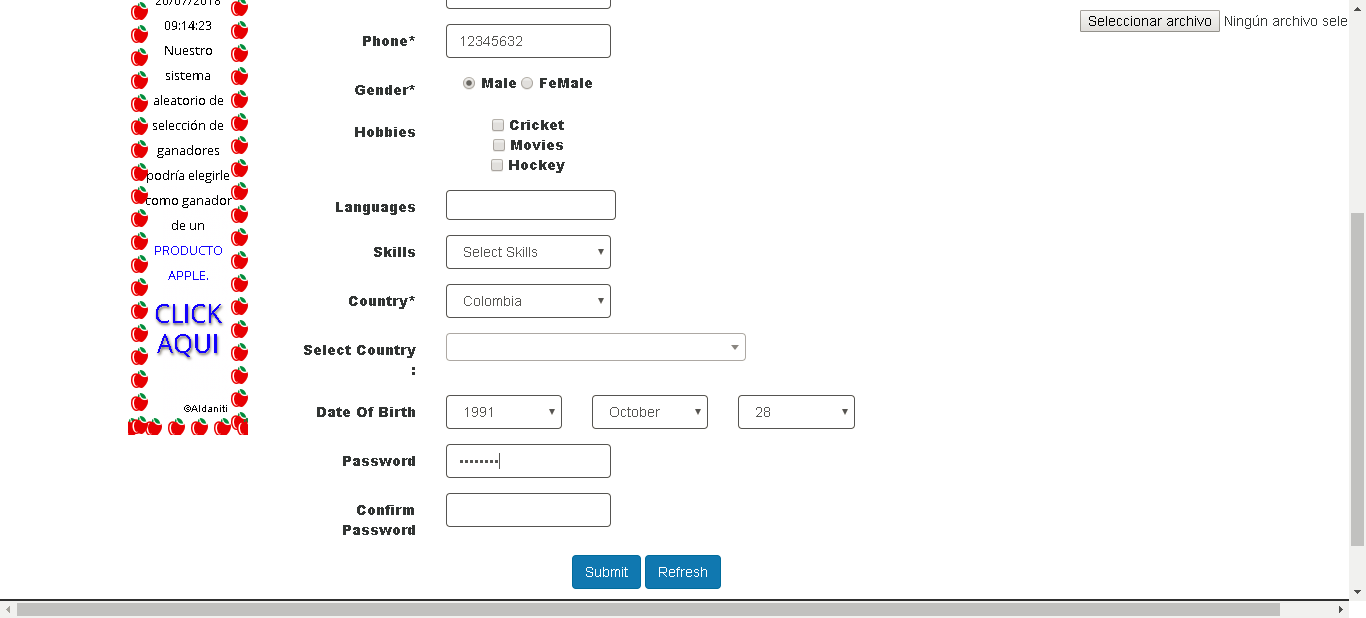 20/07/2018
09:14:23
Nuestro
sistema
aleatorio de
selección de
ganadores
podría elegirle
como ganador
de un
PRODUCTO
APPLE.
CLICK
AQUI
©Aldaniti
Seleccionar archivo Ningún archivo sele
Phone* 12345632
Gender* Male FeMale
Hobbies Cricket
Movies
Hockey
Languages
Skills Select Skills
Country* Colombia
Select Country
:
Date Of Birth 1991 October 28
Password ••••••••
Confirm
Password
Submit Refresh